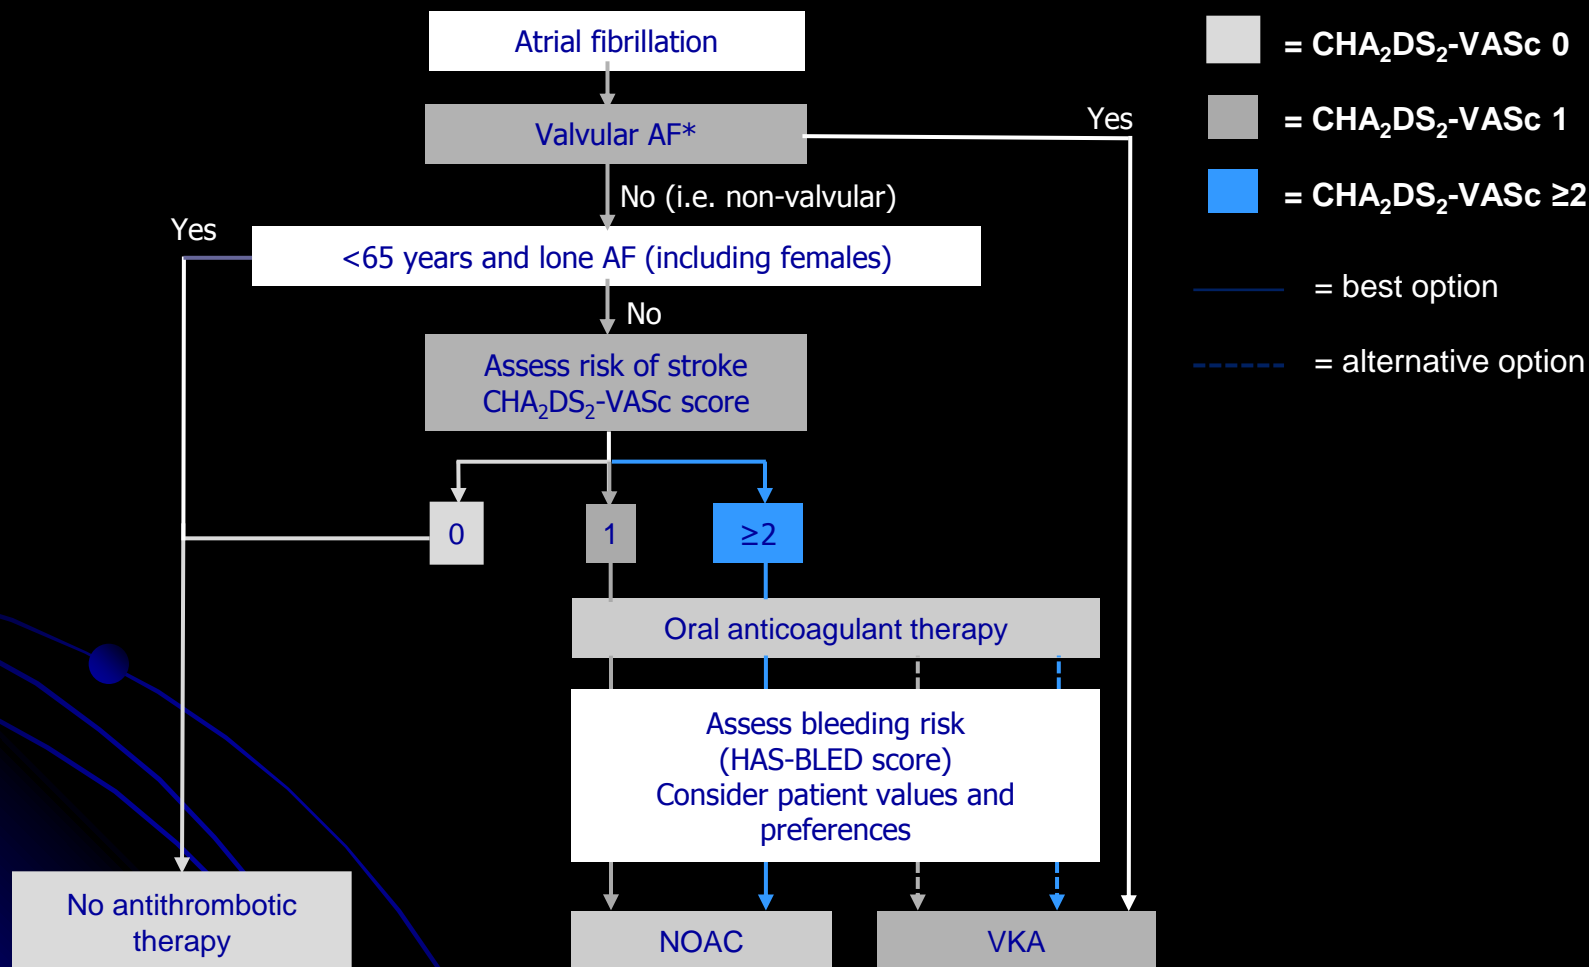 Atrial fibrillation
Valvular AF*
Yes
No (i.e. non-valvular)
Yes
<65 years and lone AF (including females)
No
Assess risk of stroke
CHA₂DS₂-VASc score
0
1
≥2
Oral anticoagulant therapy
Assess bleeding risk
(HAS-BLED score)
Consider patient values and
preferences
No antithrombotic
therapy
NOAC
VKA
= CHA₂DS₂-VASc 0
= CHA₂DS₂-VASc 1
= CHA₂DS₂-VASc ≥2
= best option
= alternative option